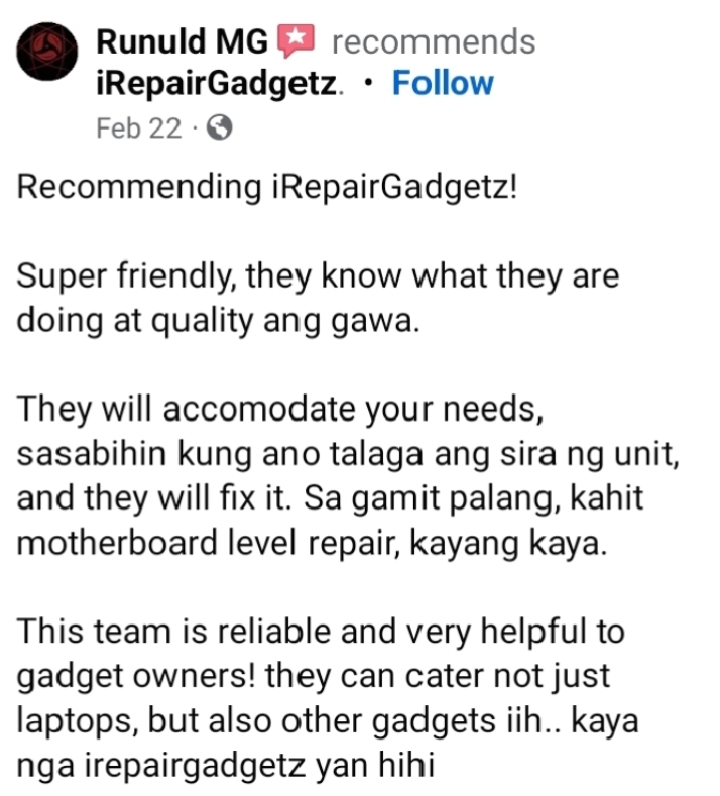 Runuld MG recommends
iRepairGadgetz. · Follow
Feb 22 ·
Recommending iRepairGadgetz!
Super friendly, they know what they are
doing at quality ang gawa.
They will accomodate your needs,
sasabihin kung ano talaga ang sira ng unit,
and they will fix it. Sa gamit palang, kahit
motherboard level repair, kayang kaya.
This team is reliable and very helpful to
gadget owners! they can cater not just
laptops, but also other gadgets iih.. kaya
nga irepairgadgetz yan hihi